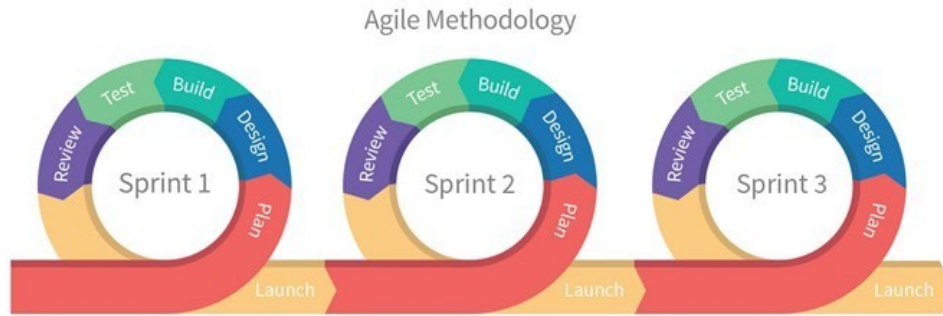 Agile Methodology
Sprint 1
Plan
Design
Build
Test
Review
Launch
Sprint 2
Plan
Design
Build
Test
Review
Launch
Sprint 3
Plan
Design
Build
Test
Review
Launch